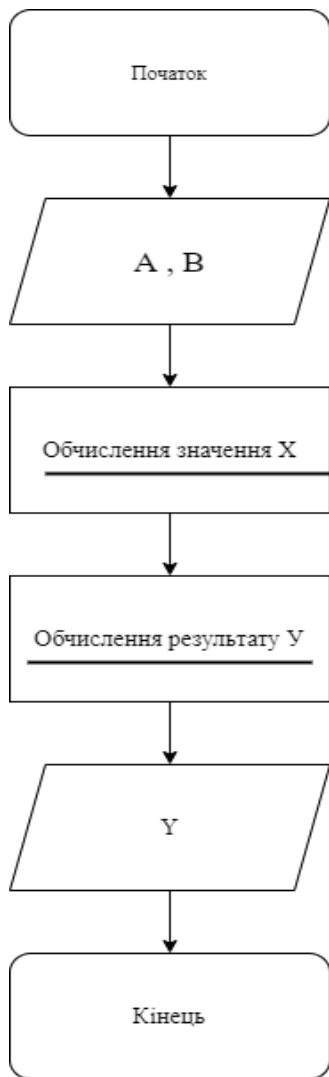 Початок
A , B
Обчислення значення X
Обчислення результату У
Y
Кінець